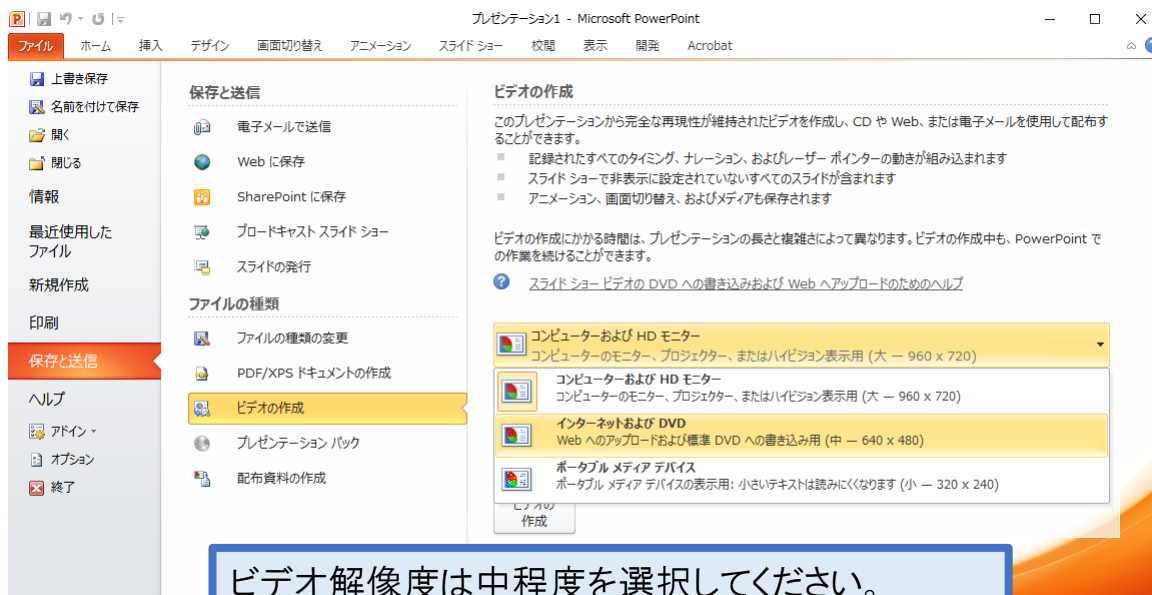 プレゼンテーション1 - Microsoft PowerPoint
ファイル ホーム 挿入 デザイン 画面切り替え アニメーション スライド ショー 校閲 表示 開発 Acrobat
上書き保存
名前を付けて保存
開く
閉じる
情報
最近使用した
ファイル
新規作成
印刷
保存と送信
ヘルプ
アドイン
オプション
終了
保存と送信
電子メールで送信
Web に保存
SharePoint に保存
ブロードキャスト スライド ショー
スライドの発行
ファイルの種類
ファイルの種類の変更
PDF/XPS ドキュメントの作成
ビデオの作成
プレゼンテーション パック
配布資料の作成
ビデオの作成
このプレゼンテーションから完全な再現性が維持されたビデオを作成し、CD や Web、または電子メールを使用して配布す
ることができます。
記録されたすべてのタイミング、ナレーション、およびレーザー ポインターの動きが組み込まれます
スライド ショーで非表示に設定されていないすべてのスライドが含まれます
アニメーション、画面切り替え、およびメディアも保存されます
ビデオの作成にかかる時間は、プレゼンテーションの長さと複雑さによって異なります。ビデオの作成中も、PowerPoint で
の作業を続けることができます。
スライド ショー ビデオの DVD への書き込みおよび Web へアップロードのためのヘルプ
コンピューターおよび HD モニター
コンピューターのモニター、プロジェクター、またはハイビジョン表示用 (大 — 960 x 720)
コンピューターおよび HD モニター
コンピューターのモニター、プロジェクター、またはハイビジョン表示用 (大 — 960 x 720)
インターネットおよび DVD
Web へのアップロードおよび標準 DVD への書き込み用 (中 — 640 x 480)
ポータブル メディア デバイス
ポータブル メディア デバイスの表示用: 小さいテキストは読みにくくなります (小 — 320 x 240)
ビデオの
作成
ビデオ解像度は中程度を選択してください。